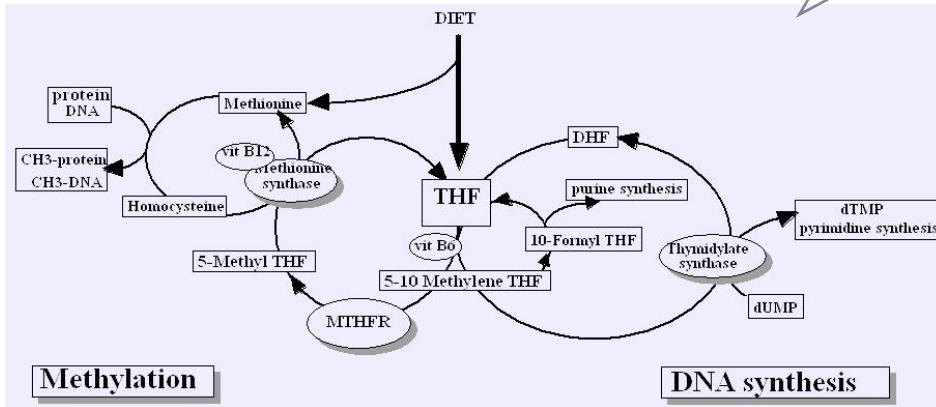 DIET
protein
DNA
Methionine
DHF
vit B12
Methionine
synthase
CH3-protein
CH3-DNA
THF
purine synthesis
Homocysteine
dTMP
pyrimidine synthesis
vit B6
10-Formyl THF
Thymidylate
synthase
5-Methyl THF
5-10 Methylene THF
dUMP
MTHFR
Methylation
DNA synthesis